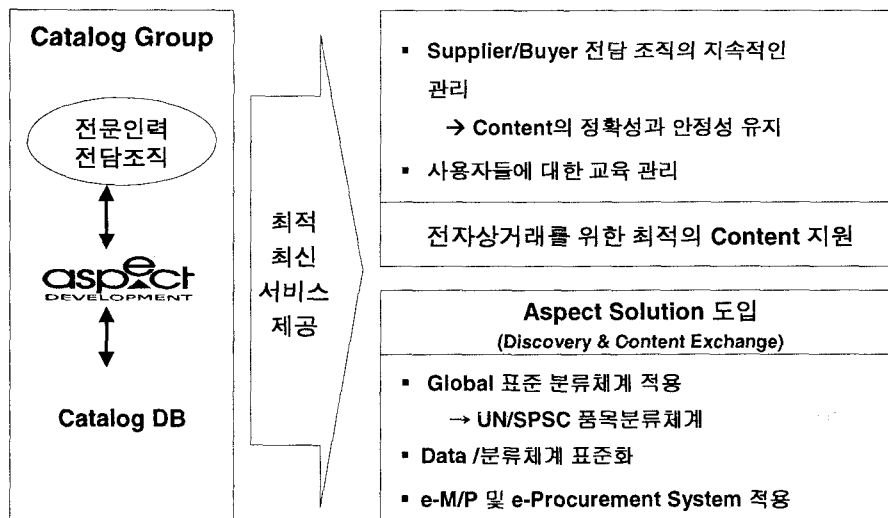 Catalog Group
전문인력
전담조직
aspect
DEVELOPMENT
Catalog DB
최적
최신
서비스
제공
▪ Supplier/Buyer 전담 조직의 지속적인
관리
→ Content의 정확성과 안정성 유지
▪ 사용자들에 대한 교육 관리
전자상거래를 위한 최적의 Content 지원
Aspect Solution 도입
(Discovery & Content Exchange)
▪ Global 표준 분류체계 적용
→ UN/SPSC 품목분류체계
▪ Data /분류체계 표준화
▪ e-M/P 및 e-Procurement System 적용